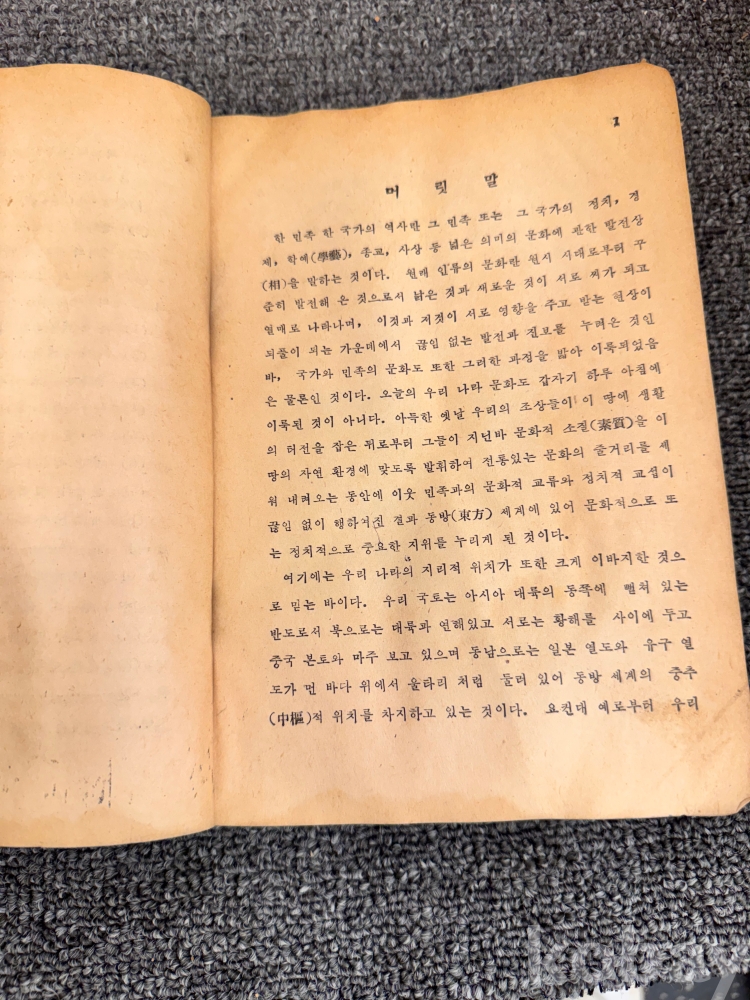 1
머 릿 말
한 민족 한 국가의 역사란 그 민족 또는 그 국가의 정치, 경
제, 학예(學藝), 종교, 사상 등 넓은 의미의 문화에 관한 발전상
(相)을 말하는 것이다. 원래 인류의 문화란 원시 시대로부터 꾸
준히 발전해 온 것으로서 낡은 것과 새로운 것이 서로 씨가 되고
열매로 나타나며, 이것과 저것이 서로 영향을 주고 받는 현상이
되풀이 되는 가운데에서 끊임 없는 발전과 진보를 누려온 것인
바, 국가와 민족의 문화도 또한 그러한 과정을 밟아 이룩되었음
은 물론인 것이다. 오늘의 우리 나라 문화도 갑자기 하루 아침에
이룩된 것이 아니다. 아득한 옛날 우리의 조상들이 이 땅에 생활
의 터전을 잡은 뒤로부터 그들이 지닌바 문화적 소질(素質)을 이
땅의 자연 환경에 맞도록 발휘하여 전통있는 문화의 줄거리를 세
워 내려오는 동안에 이웃 민족과의 문화적 교류와 정치적 교섭이
끊임 없이 행하여진 결과 동방(東方) 세계에 있어 문화적으로 또
는 정치적으로 중요한 지위를 누리게 된 것이다.
여기에는 우리 나라의 지리적 위치가 또한 크게 이바지한 것으
로 믿는 바이다. 우리 국토는 아시아 대륙의 동쪽에 뻗쳐 있는
반도로서 북으로는 대륙과 연해있고 서로는 황해를 사이에 두고
중국 본토와 마주 보고 있으며 동남으로는 일본 열도와 유구 열
도가 먼 바다 위에서 울타리 처럼 둘러 있어 동방 세계의 중추
(中樞)적 위치를 차지하고 있는 것이다. 요컨대 예로부터 우리